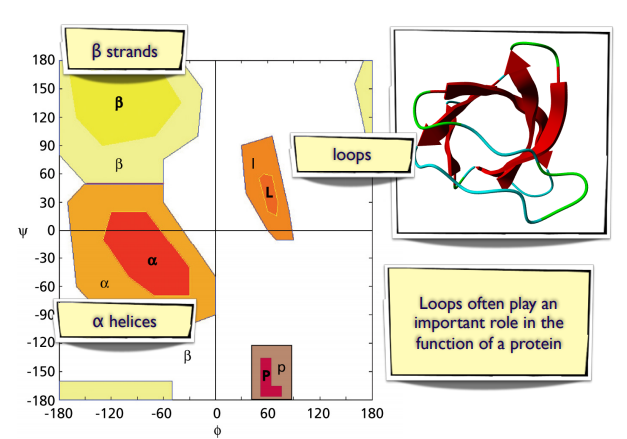 β strands
180
150
120
90
60
30
0
-30
-60
-90
-120
-150
-180
ψ
β
β
l
L
loops
α
α
α helices
β
P
p
-180
-120
-60
0
60
120
180
ϕ
Loops often play an
important role in the
function of a protein